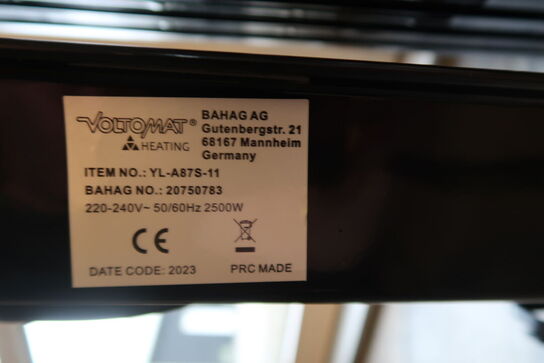 VOLTOMAT®
HEATING
BAHAG AG
Gutenbergstr. 21
68167 Mannheim
Germany
ITEM NO.: YL-A87S-11
BAHAG NO.: 20750783
220-240V~ 50/60Hz 2500W
CE
DATE CODE: 2023 PRC MADE